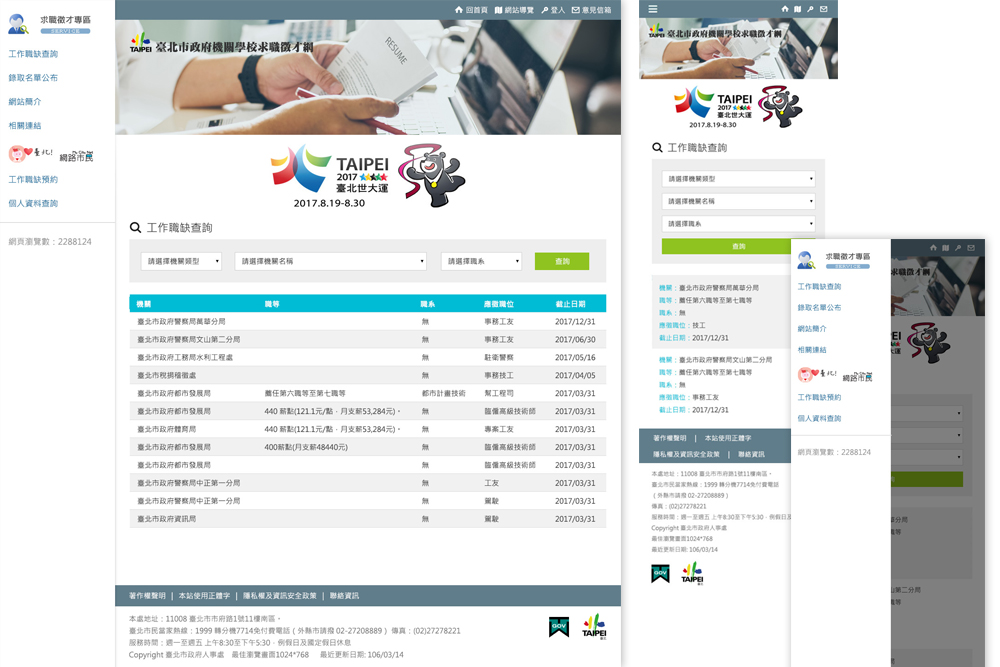 求職徵才專區
SERVICE
工作職缺查詢
錄取名單公布
網站簡介
相關連結
臺北!
網路市民
工作職缺預約
個人資料查詢
網頁瀏覽數：2288124
回首頁 網站導覽 登入 意見信箱
TAIPEI 臺北市政府機關學校求職徵才網
RESUME
TAIPEI
2017
臺北世大運
2017.8.19-8.30
工作職缺查詢
請選擇機關類型 請選擇機關名稱 請選擇職系 查詢
機關 職等 職系 應徵職位 截止日期
臺北市政府警察局萬華分局 無 事務工友 2017/12/31
臺北市政府警察局文山第二分局 無 事務工友 2017/06/30
臺北市政府工務局水利工程處 無 駐衛警察 2017/05/16
臺北市稅捐稽徵處 無 事務技工 2017/04/05
臺北市政府都市發展局 薦任第六職等至第七職等 都市計畫技術 幫工程司 2017/03/31
臺北市政府都市發展局 440 薪點(121.1元/點，月支薪53,284元)。 無 臨僱高級技術師 2017/03/31
臺北市政府體育局 440 薪點(121.1元/點，月支薪53,284元)。 無 專案工友 2017/03/31
臺北市政府都市發展局 400薪點(月支薪48440元) 無 臨僱高級技術師 2017/03/31
臺北市政府都市發展局 無 臨僱高級技術師 2017/03/31
臺北市政府警察局中正第一分局 無 工友 2017/03/31
臺北市政府警察局中正第一分局 無 駕駛 2017/03/31
臺北市政府資訊局 無 駕駛 2017/03/31
著作權聲明 | 本站使用正體字 | 隱私權及資訊安全政策 | 聯絡資訊
本處地址：11008 臺北市市府路1號11樓南區。
臺北市民當家熱線：1999 轉分機7714免付費電話（外縣市請撥 02-27208889） 傳真：(02)27278221
服務時間：週一至週五 上午8:30至下午5:30，例假日及國定假日休息
Copyright 臺北市政府人事處 最佳瀏覽畫面1024*768 最近更新日期: 106/03/14
GOV
TAIPEI
TAIPEI 臺北市政府機關學校求職徵才網
TAIPEI
2017
臺北世大運
2017.8.19-8.30
工作職缺查詢
請選擇機關類型
請選擇機關名稱
請選擇職系
查詢
機關：臺北市政府警察局萬華分局
職等：薦任第六職等至第七職等
職系：無
應徵職位：技工
截止日期：2017/12/31
機關：臺北市政府警察局文山第二分局
職等：薦任第六職等至第七職等
職系：無
應徵職位：事務工友
截止日期：2017/12/31
著作權聲明 | 本站使用正體字
隱私權及資訊安全政策 | 聯絡資訊
本處地址：11008 臺北市市府路1號11樓南區。
臺北市民當家熱線：1999 轉分機7714免付費電話
（外縣市請撥 02-27208889）
傳真：(02)27278221
服務時間：週一至週五 上午8:30至下午5:30，例假日及
Copyright 臺北市政府人事處
最佳瀏覽畫面1024*768
最近更新日期: 106/03/14
GOV
TAIPEI
求職徵才專區
SERVICE
工作職缺查詢
錄取名單公布
網站簡介
相關連結
臺北!
網路市民
工作職缺預約
個人資料查詢
網頁瀏覽數：2288124
求職徵才網
EI
分局
職等
第二分局
職等